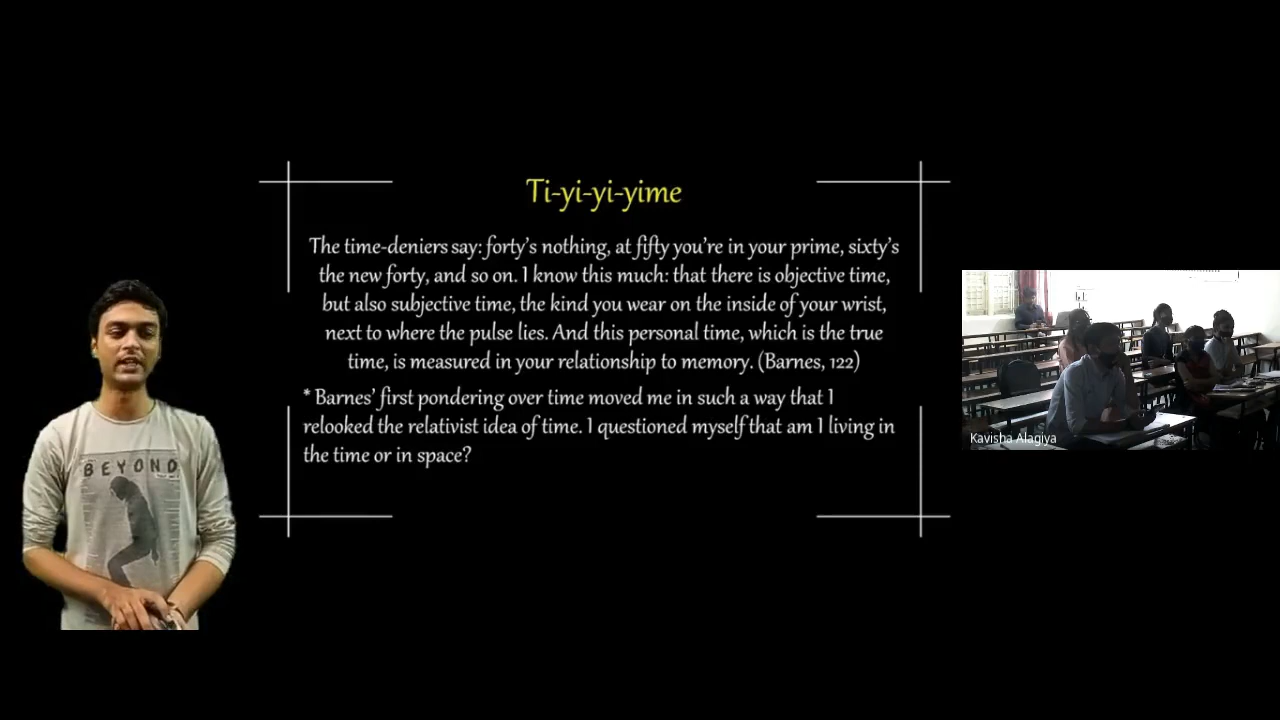 Ti-yi-yi-yime
The time-deniers say: forty's nothing, at fifty you're in your prime, sixty's
the new forty, and so on. I know this much: that there is objective time,
but also subjective time, the kind you wear on the inside of your wrist,
next to where the pulse lies. And this personal time, which is the true
time, is measured in your relationship to memory. (Barnes, 122)
* Barnes' first pondering over time moved me in such a way that I
relooked the relativist idea of time. I questioned myself that am I living in
the time or in space?
BEYOND
Kavisha Alagiya